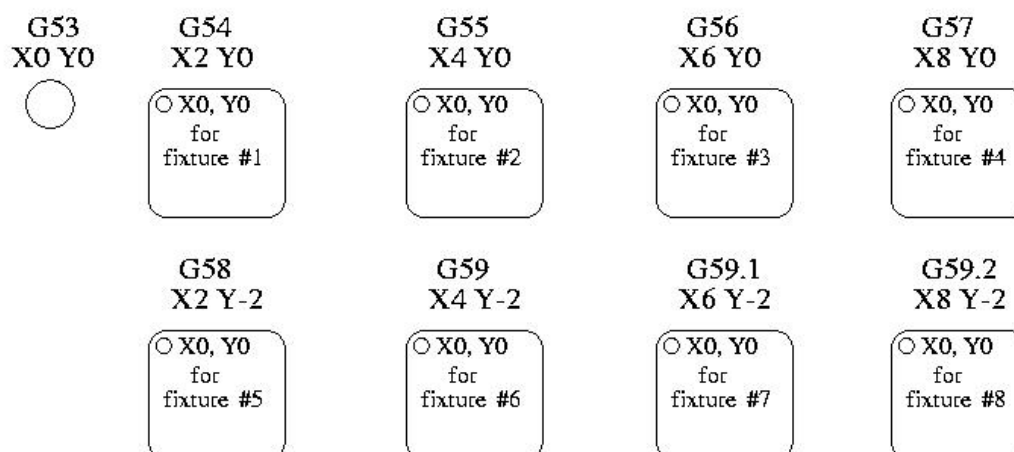 G53
X0 Y0
G54
X2 Y0
X0, Y0
for
fixture #1
G55
X4 Y0
X0, Y0
for
fixture #2
G56
X6 Y0
X0, Y0
for
fixture #3
G57
X8 Y0
X0, Y0
for
fixture #4
G58
X2 Y-2
X0, Y0
for
fixture #5
G59
X4 Y-2
X0, Y0
for
fixture #6
G59.1
X6 Y-2
X0, Y0
for
fixture #7
G59.2
X8 Y-2
X0, Y0
for
fixture #8